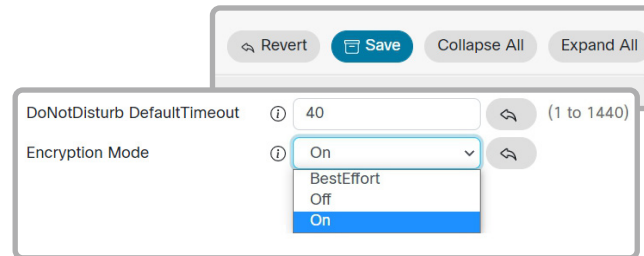 Revert Save Collapse All Expand All
DoNotDisturb DefaultTimeout 40 (1 to 1440)
Encryption Mode On
BestEffort
Off
On